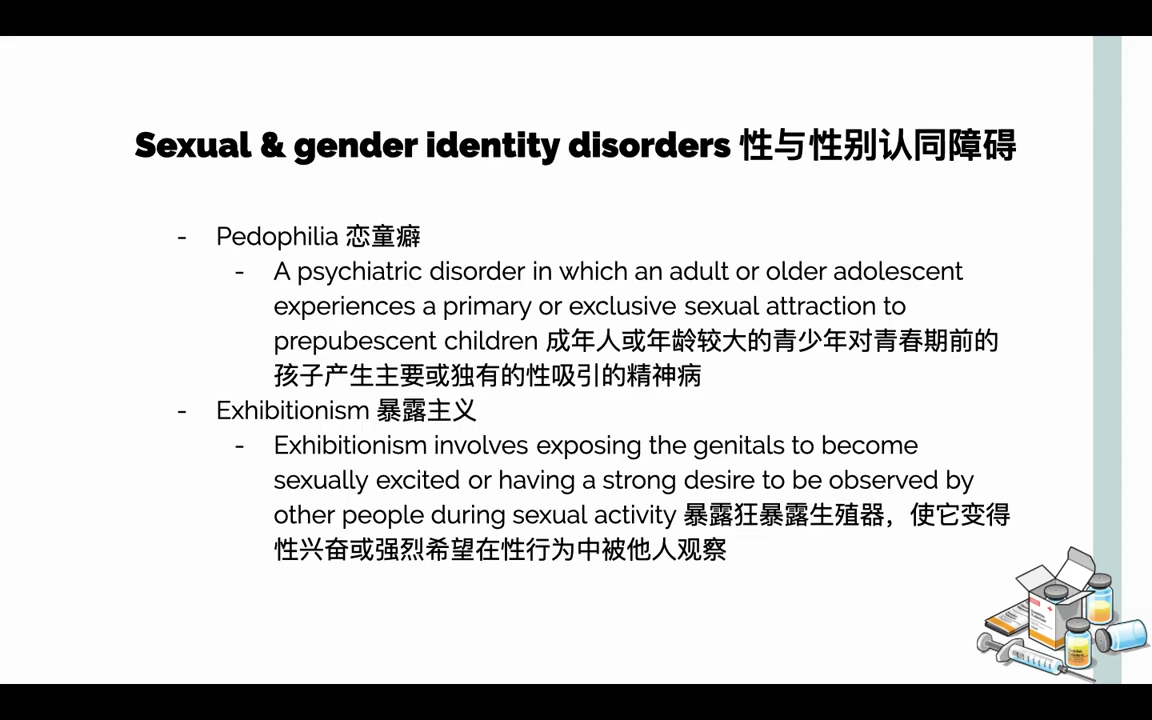 Sexual & gender identity disorders 性与性别认同障碍
- Pedophilia 恋童癖
- A psychiatric disorder in which an adult or older adolescent
experiences a primary or exclusive sexual attraction to
prepubescent children 成年人或年龄较大的青少年对青春期前的
孩子产生主要或独有的性吸引的精神病
- Exhibitionism 暴露主义
- Exhibitionism involves exposing the genitals to become
sexually excited or having a strong desire to be observed by
other people during sexual activity 暴露狂暴露生殖器，使它变得
性兴奋或强烈希望在性行为中被他人观察